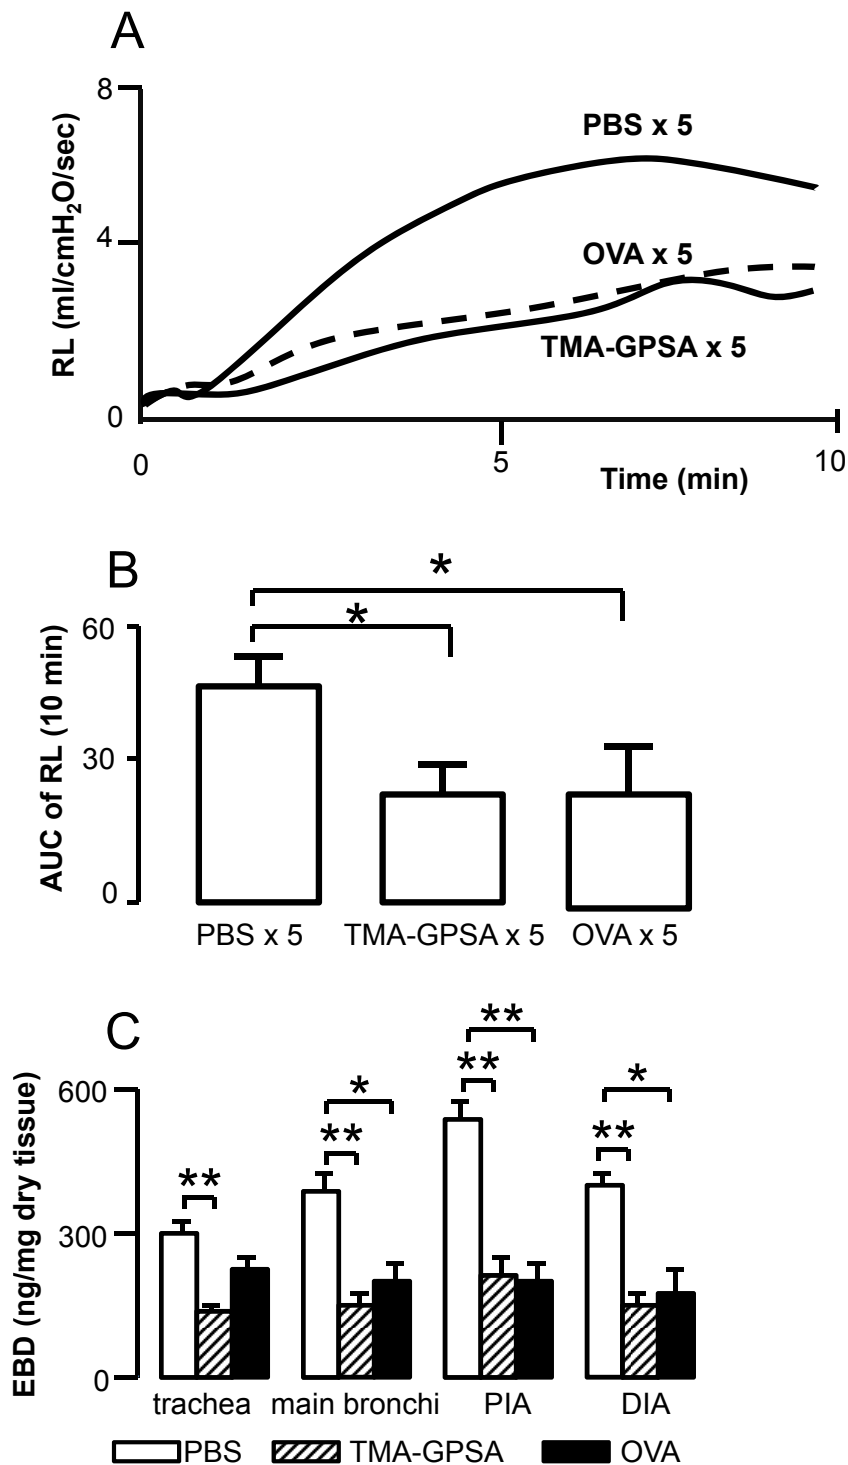 A
RL (ml/cmH₂O/sec)
8
4
0
PBS x 5
OVA x 5
TMA-GPSA x 5
0
5
10
Time (min)
B
AUC of RL (10 min)
60
30
0
*
*
PBS x 5
TMA-GPSA x 5
OVA x 5
C
EBD (ng/mg dry tissue)
600
300
0
**
*
**
**
**
*
**
trachea
main bronchi
PIA
DIA
PBS
TMA-GPSA
OVA